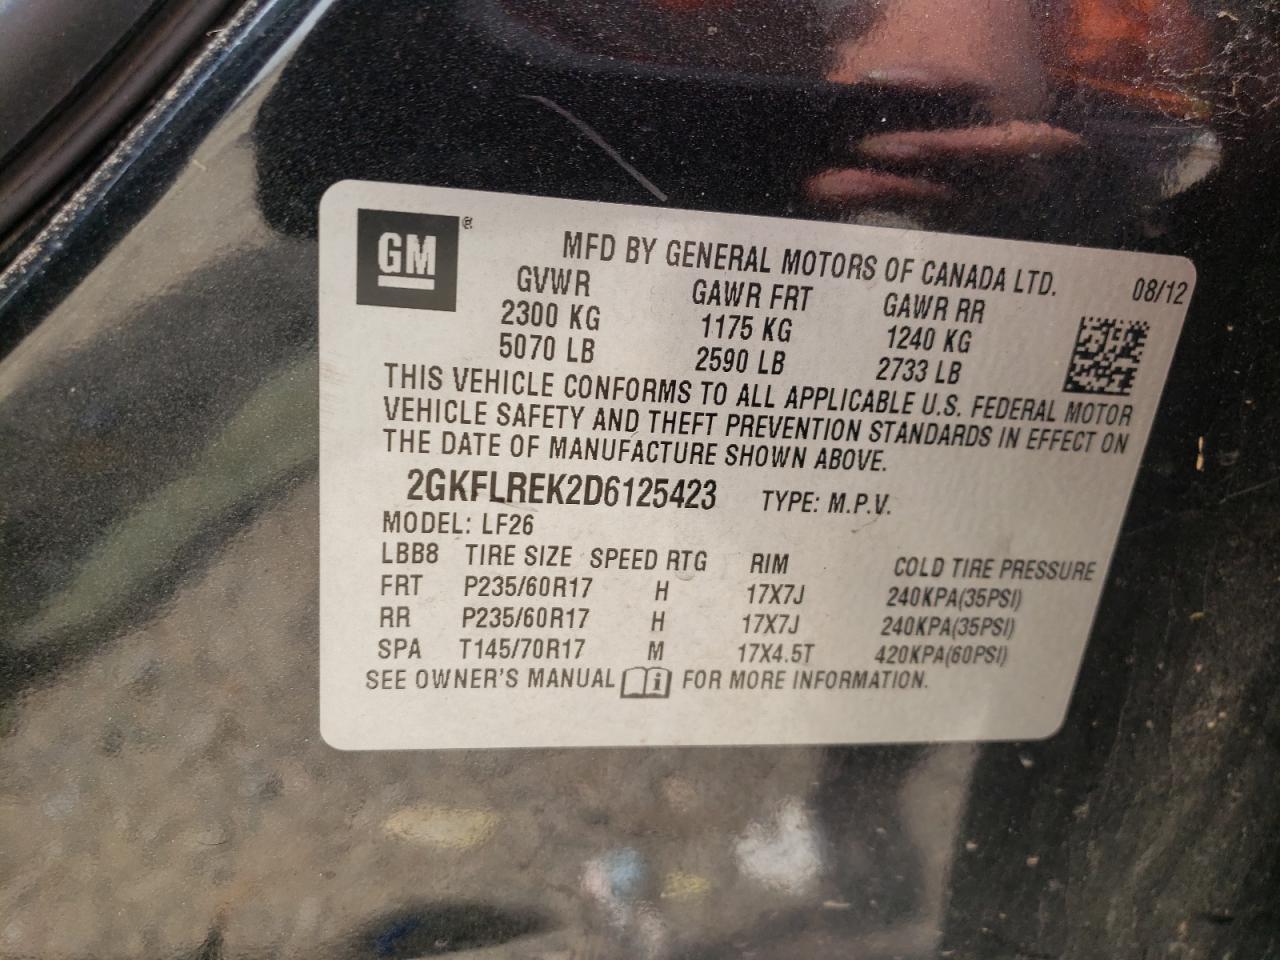 GM ®
MFD BY GENERAL MOTORS OF CANADA LTD.
08/12
GVWR GAWR FRT GAWR RR
2300 KG 1175 KG 1240 KG
5070 LB 2590 LB 2733 LB
THIS VEHICLE CONFORMS TO ALL APPLICABLE U.S. FEDERAL MOTOR
VEHICLE SAFETY AND THEFT PREVENTION STANDARDS IN EFFECT ON
THE DATE OF MANUFACTURE SHOWN ABOVE.
2GKFLREK2D6125423 TYPE: M.P.V.
MODEL: LF26
LBB8 TIRE SIZE SPEED RTG RIM COLD TIRE PRESSURE
FRT P235/60R17 H 17X7J 240KPA(35PSI)
RR P235/60R17 H 17X7J 240KPA(35PSI)
SPA T145/70R17 M 17X4.5T 420KPA(60PSI)
SEE OWNER'S MANUAL i FOR MORE INFORMATION.